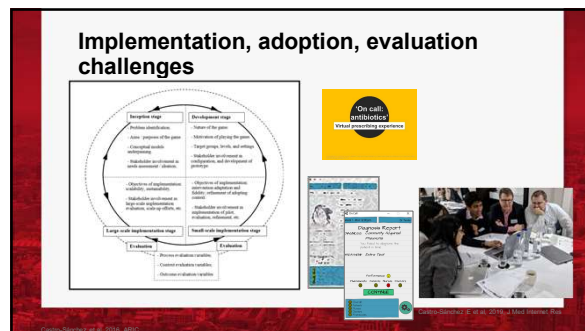 Implementation, adoption, evaluation
challenges
Inception stage
- Problem identification.
- Aims / purposes of the game
- Conceptual models
underpinning
- Stakeholder involvement in
needs assessment / ideation.
Development stage
- Nature of the game
- Motivation of playing the game
- Target groups, levels, and settings
- Stakeholder involvement in
configuration, and development of
prototype
- Objectives of implementation:
scalability, sustainability.
- Stakeholder involvement in
large-scale implementation
evaluation, scale-up efforts, etc.
Large-scale implementation stage
- Objectives of implementation:
intervention adaptation and
fidelity; refinement of adopting
context
- Stakeholder involvement in
implementation of pilot,
evaluation, refinement, etc.
Small-scale implementation stage
Evaluation
Evaluation
- Process evaluation variables.
- Context evaluation variables.
- Outcome evaluation variables.
'On call:
antibiotics'
Virtual prescribing experience
Diagnose Report
Community Acquired
Pneumonia
Performance
CONTINUE
Castro-Sánchez E, et al. 2019. J Med Internet Res
Castro-Sánchez E, et al. 2016. ARIC